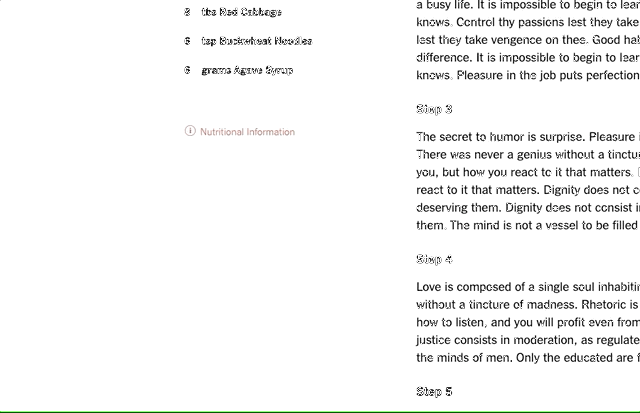 tbs Red Cabbage
tsp Buckwheat Noodles
grams Agave Syrup
Nutritional Information
a busy life. It is impossible to begin to lear
knows. Control thy passions lest they take
lest they take vengence on thee. Good hab
difference. It is impossible to begin to lear
knows. Pleasure in the job puts perfection
Step 3
The secret to humor is surprise. Pleasure i
There was never a genius without a tinctu
you, but how you react to it that matters.
react to it that matters. Dignity does not c
deserving them. Dignity does not consist i
them. The mind is not a vessel to be filled
Step 4
Love is composed of a single soul inhabiti
without a tincture of madness. Rhetoric is
how to listen, and you will profit even from
justice consists in moderation, as regulate
the minds of men. Only the educated are f
Step 5